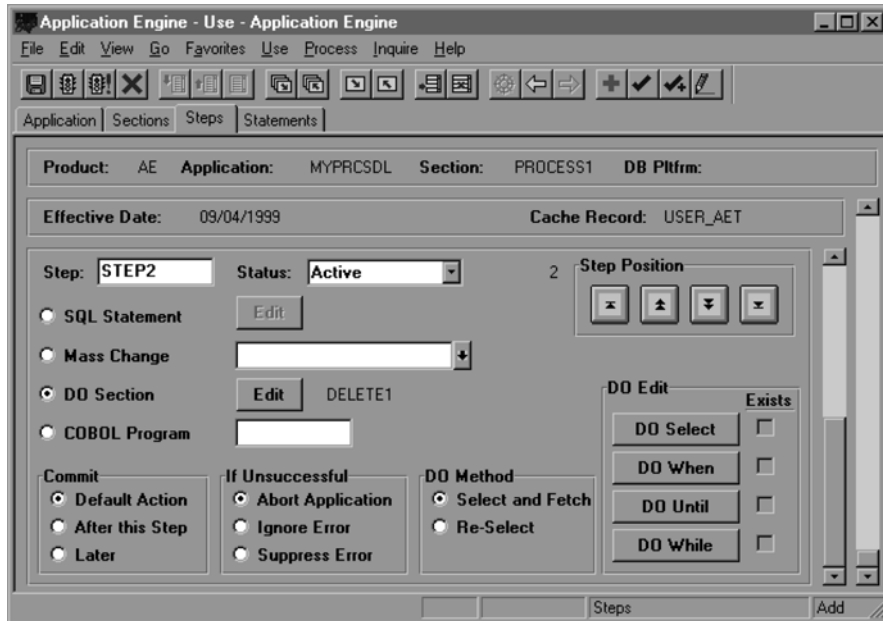 Application Engine - Use - Application Engine
File Edit View Go Favorites Use Process Inquire Help
Application Sections Steps Statements
Product: AE Application: MYPRCSDL Section: PROCESS1 DB Pltfrm:
Effective Date: 09/04/1999 Cache Record: USER_AET
Step: STEP2 Status: Active 2 Step Position
SQL Statement Edit
Mass Change
DO Section Edit DELETE1
COBOL Program
DO Edit Exists
DO Select
DO When
DO Until
DO While
Commit
Default Action
After this Step
Later
If Unsuccessful
Abort Application
Ignore Error
Suppress Error
DO Method
Select and Fetch
Re-Select
Steps Add